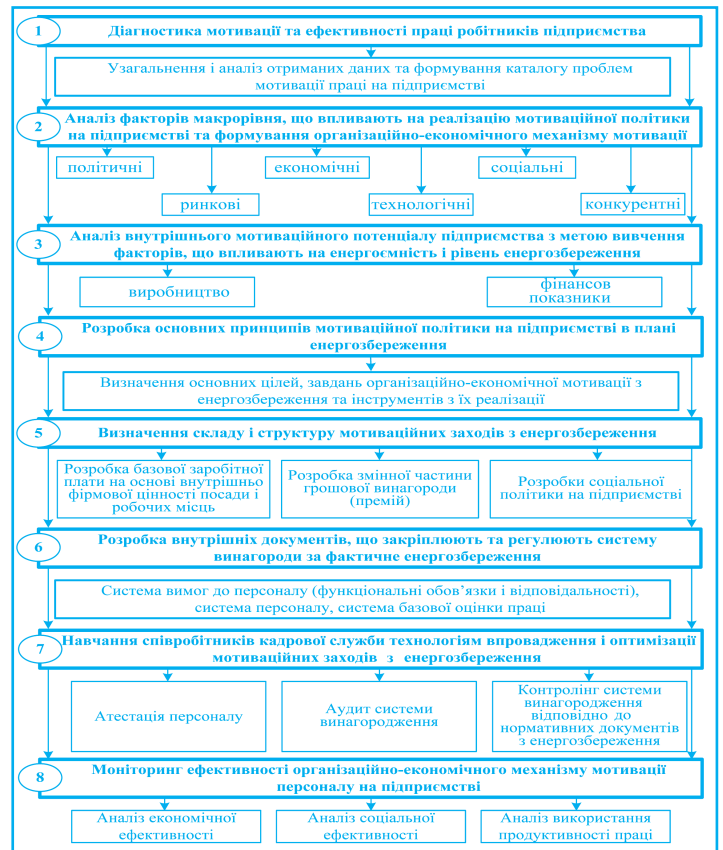 1
Діагностика мотивації та ефективності праці робітників підприємства
Узагальнення і аналіз отриманих даних та формування каталогу проблем
мотивації праці на підприємстві
2
Аналіз факторів макрорівня, що впливають на реалізацію мотиваційної політики
на підприємстві та формування організаційно-економічного механізму мотивації
політичні
економічні
соціальні
ринкові
технологічні
конкурентні
3
Аналіз внутрішнього мотиваційного потенціалу підприємства з метою вивчення
факторів, що впливають на енергоємність і рівень енергозбереження
виробництво
фінансов
показники
4
Розробка основних принципів мотиваційної політики на підприємстві в плані
енергозбереження
Визначення основних цілей, завдань організаційно-економічної мотивації з
енергозбереження та інструментів з їх реалізації
5
Визначення складу і структуру мотиваційних заходів з енергозбереження
Розробка базової заробітної
плати на основі внутрішньо
фірмової цінності посади і
робочих місць
Розробка змінної частини
грошової винагороди
(премій)
Розробки соціальної
політики на підприємстві
6
Розробка внутрішніх документів, що закріплюють та регулюють систему
винагороди за фактичне енергозбереження
Система вимог до персоналу (функціональні обов’язки і відповідальності),
система персоналу, система базової оцінки праці
7
Навчання співробітників кадрової служби технологіям впровадження і оптимізації
мотиваційних заходів з енергозбереження
Атестація персоналу
Аудит системи
винагородження
Контролінг системи
винагородження
відповідно до
нормативних документів
з енергозбереження
8
Моніторинг ефективності організаційно-економічного механізму мотивації
персоналу на підприємстві
Аналіз економічної
ефективності
Аналіз соціальної
ефективності
Аналіз використання
продуктивності праці